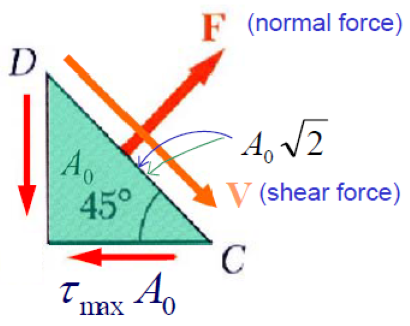 F (normal force)
D
A₀√2
A₀
45°
V (shear force)
C
τmax A₀